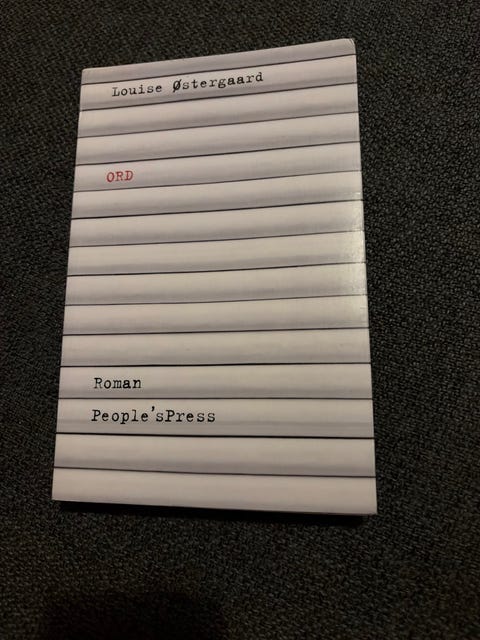 Louise Østergaard
ORD
Roman
People'sPress